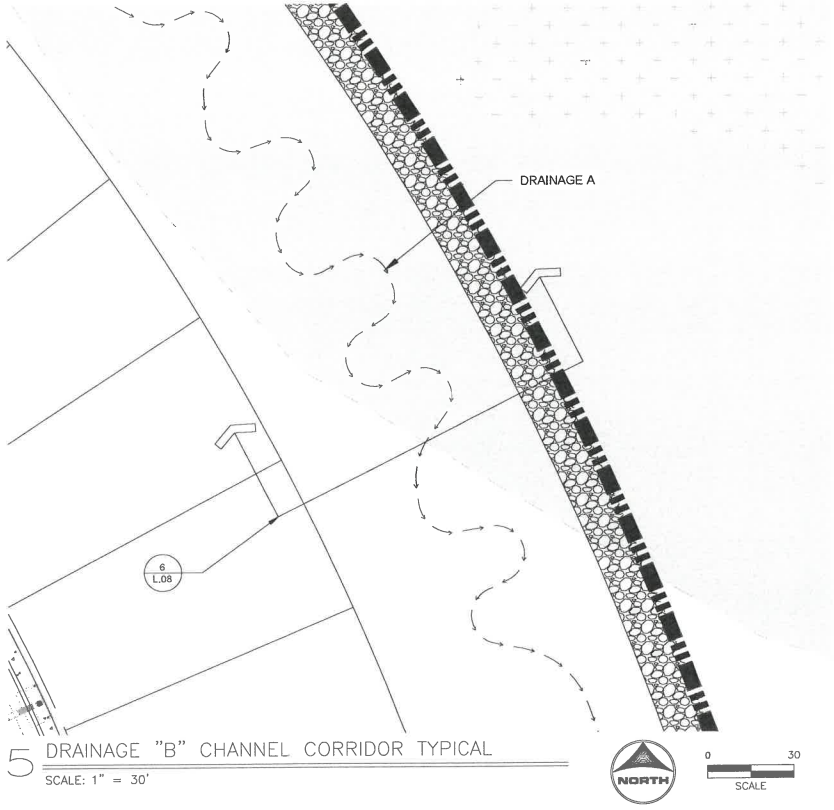 DRAINAGE A
6
L.08
5 DRAINAGE "B" CHANNEL CORRIDOR TYPICAL
SCALE: 1" = 30'
NORTH
0 30
SCALE